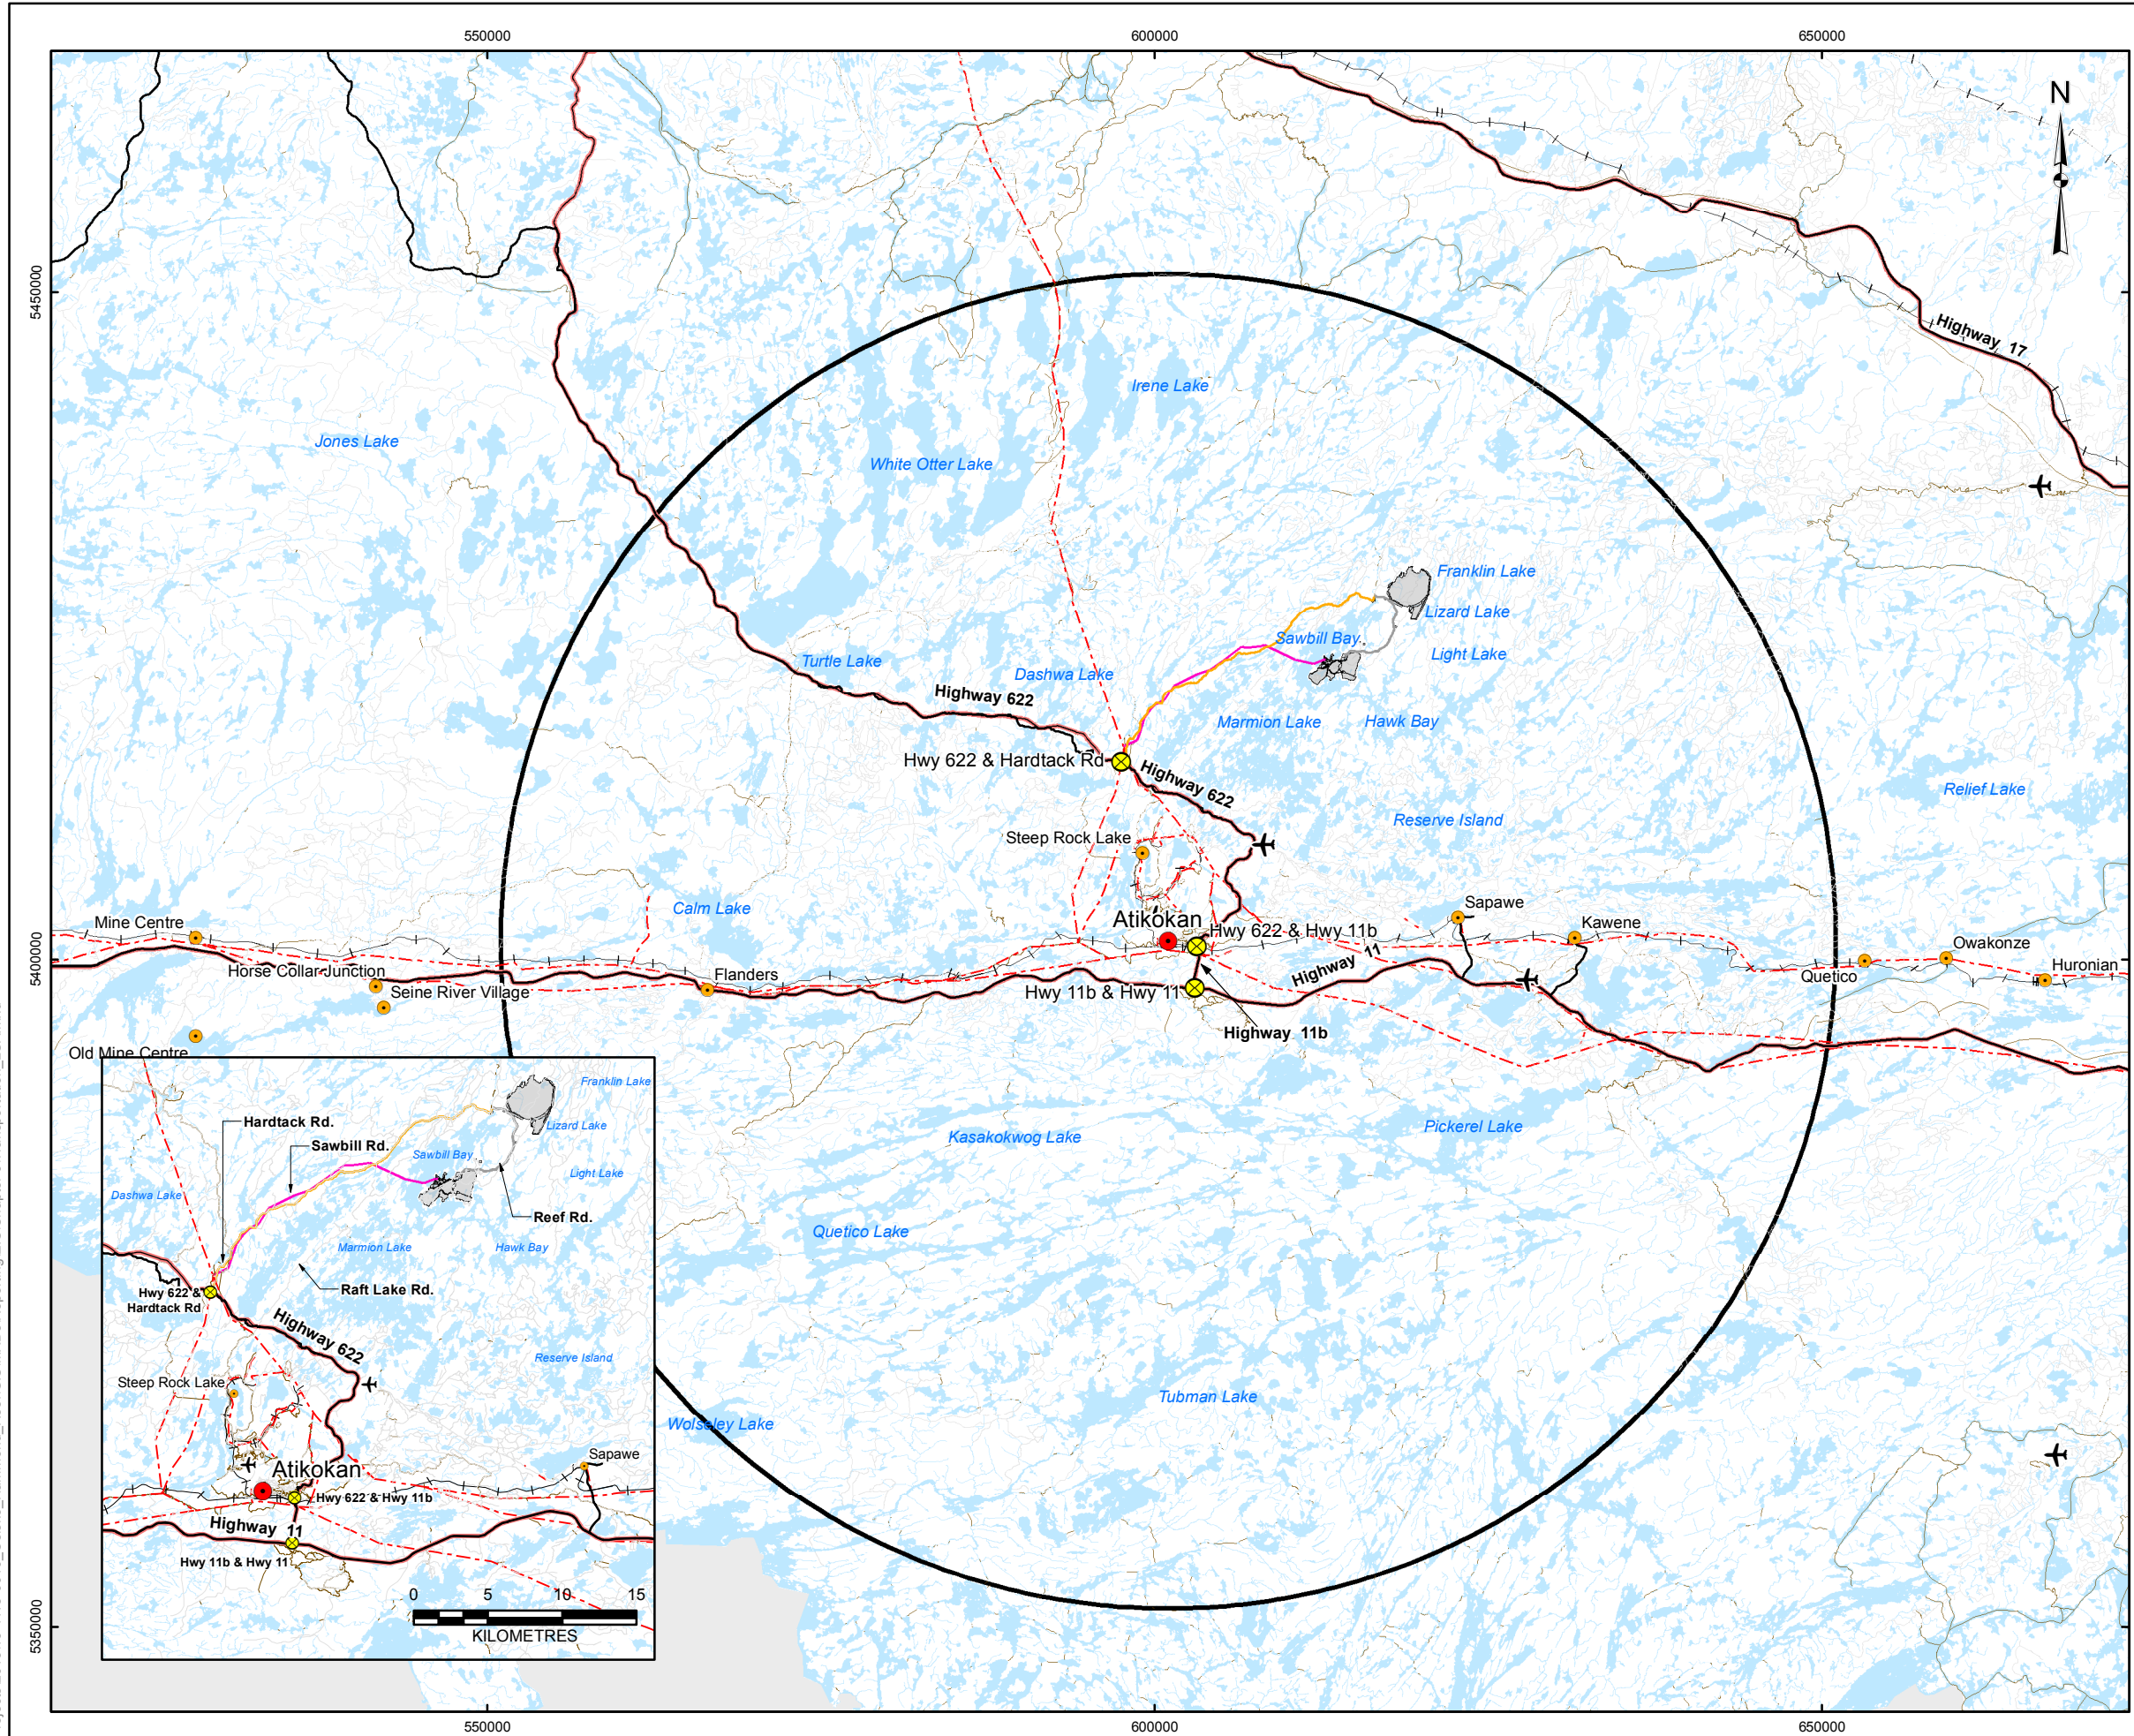 550000
600000
650000
N
5450000
Highway 17
Irene Lake
Jones Lake
White Otter Lake
Franklin Lake
Lizard Lake
Sawbill Bay
Light Lake
Turtle Lake
Dashwa Lake
Highway 622
Marmion Lake
Hawk Bay
Hwy 622 & Hardtack Rd
Highway 622
Relief Lake
Reserve Island
Steep Rock Lake
Calm Lake
Sapawe
Mine Centre
Atikokan
Hwy 622 & Hwy 11b
Kawene
Owakonze
5400000
Horse Collar Junction
Flanders
Highway 11
Quetico
Huronian
Seine River Village
Hwy 11b & Hwy 11
Highway 11b
Old Mine Centre
Kasakokwog Lake
Pickerel Lake
Quetico Lake
Tubman Lake
Wolseley Lake
5350000
Franklin Lake
Hardtack Rd.
Lizard Lake
Sawbill Rd.
Sawbill Bay
Light Lake
Dashwa Lake
Reef Rd.
Marmion Lake
Hawk Bay
Raft Lake Rd.
Hwy 622 &
Hardtack Rd
Highway 622
Reserve Island
Steep Rock Lake
Sapawe
Atikokan
Hwy 622 & Hwy 11b
Highway 11
Hwy 11b & Hwy 11
0 5 10 15
KILOMETRES
550000
600000
650000